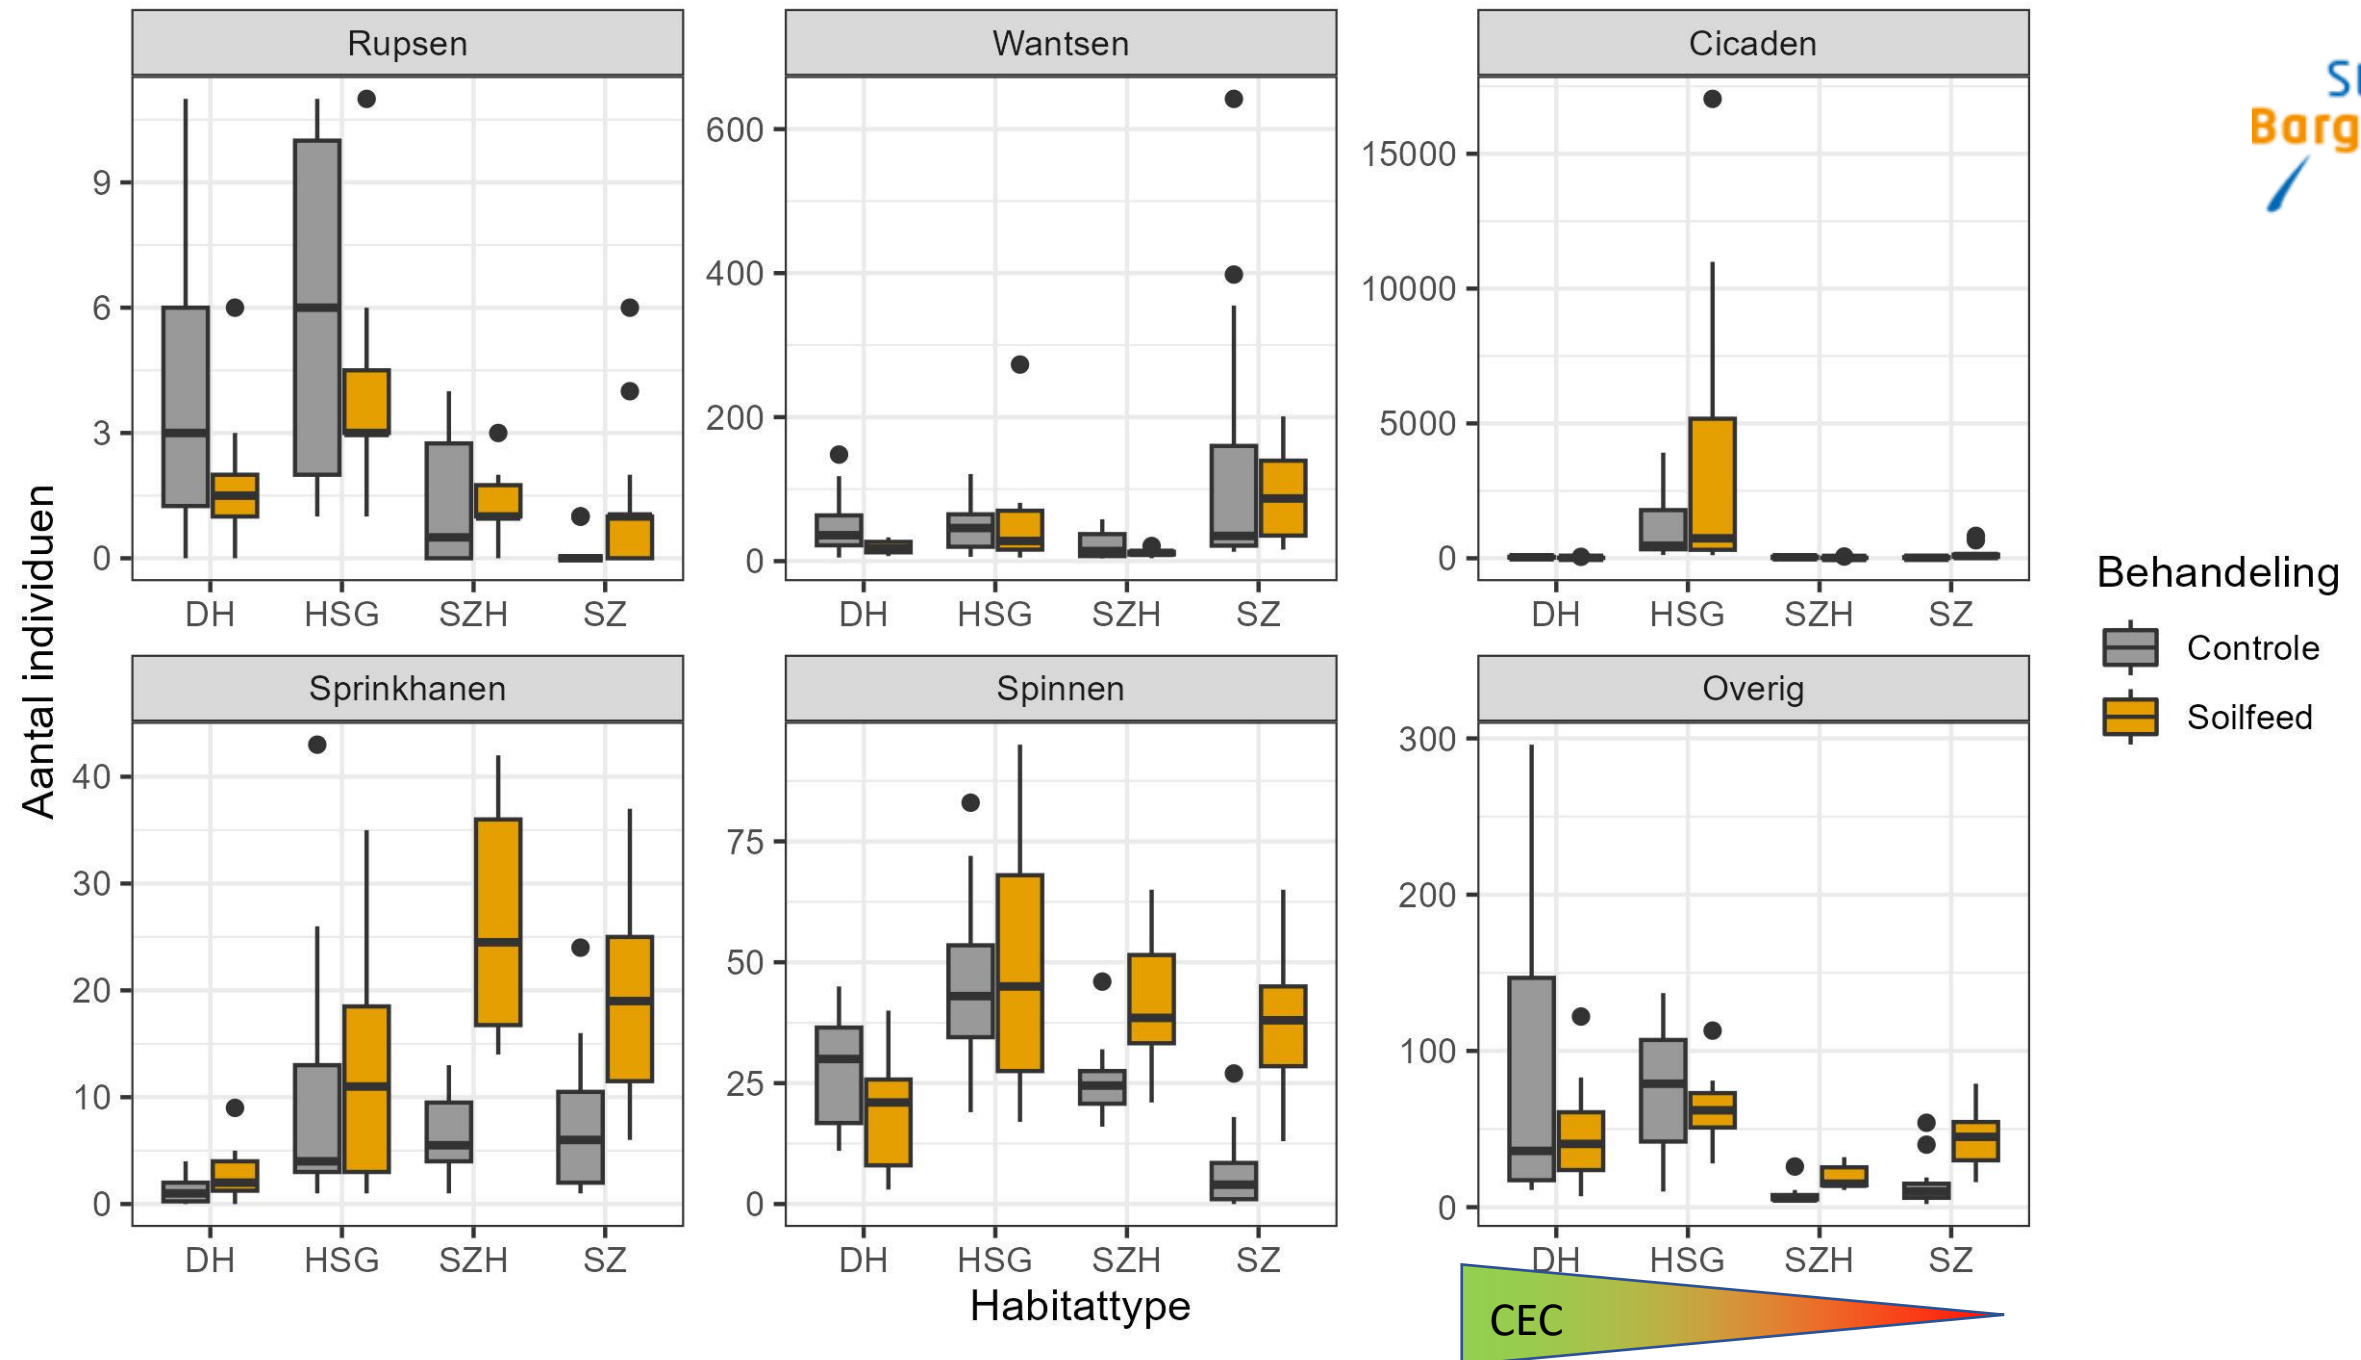 Rupsen
Wantsen
Cicaden
9
6
3
0
600
400
200
0
15000
10000
5000
0
DH HSG SZH SZ
DH HSG SZH SZ
DH HSG SZH SZ
Sprinkhanen
Spinnen
Overig
40
30
20
10
0
75
50
25
0
300
200
100
0
DH HSG SZH SZ
DH HSG SZH SZ
DH HSG SZH SZ
Aantal individuen
Habitattype
CEC
Barg
Behandeling
Controle
Soilfeed